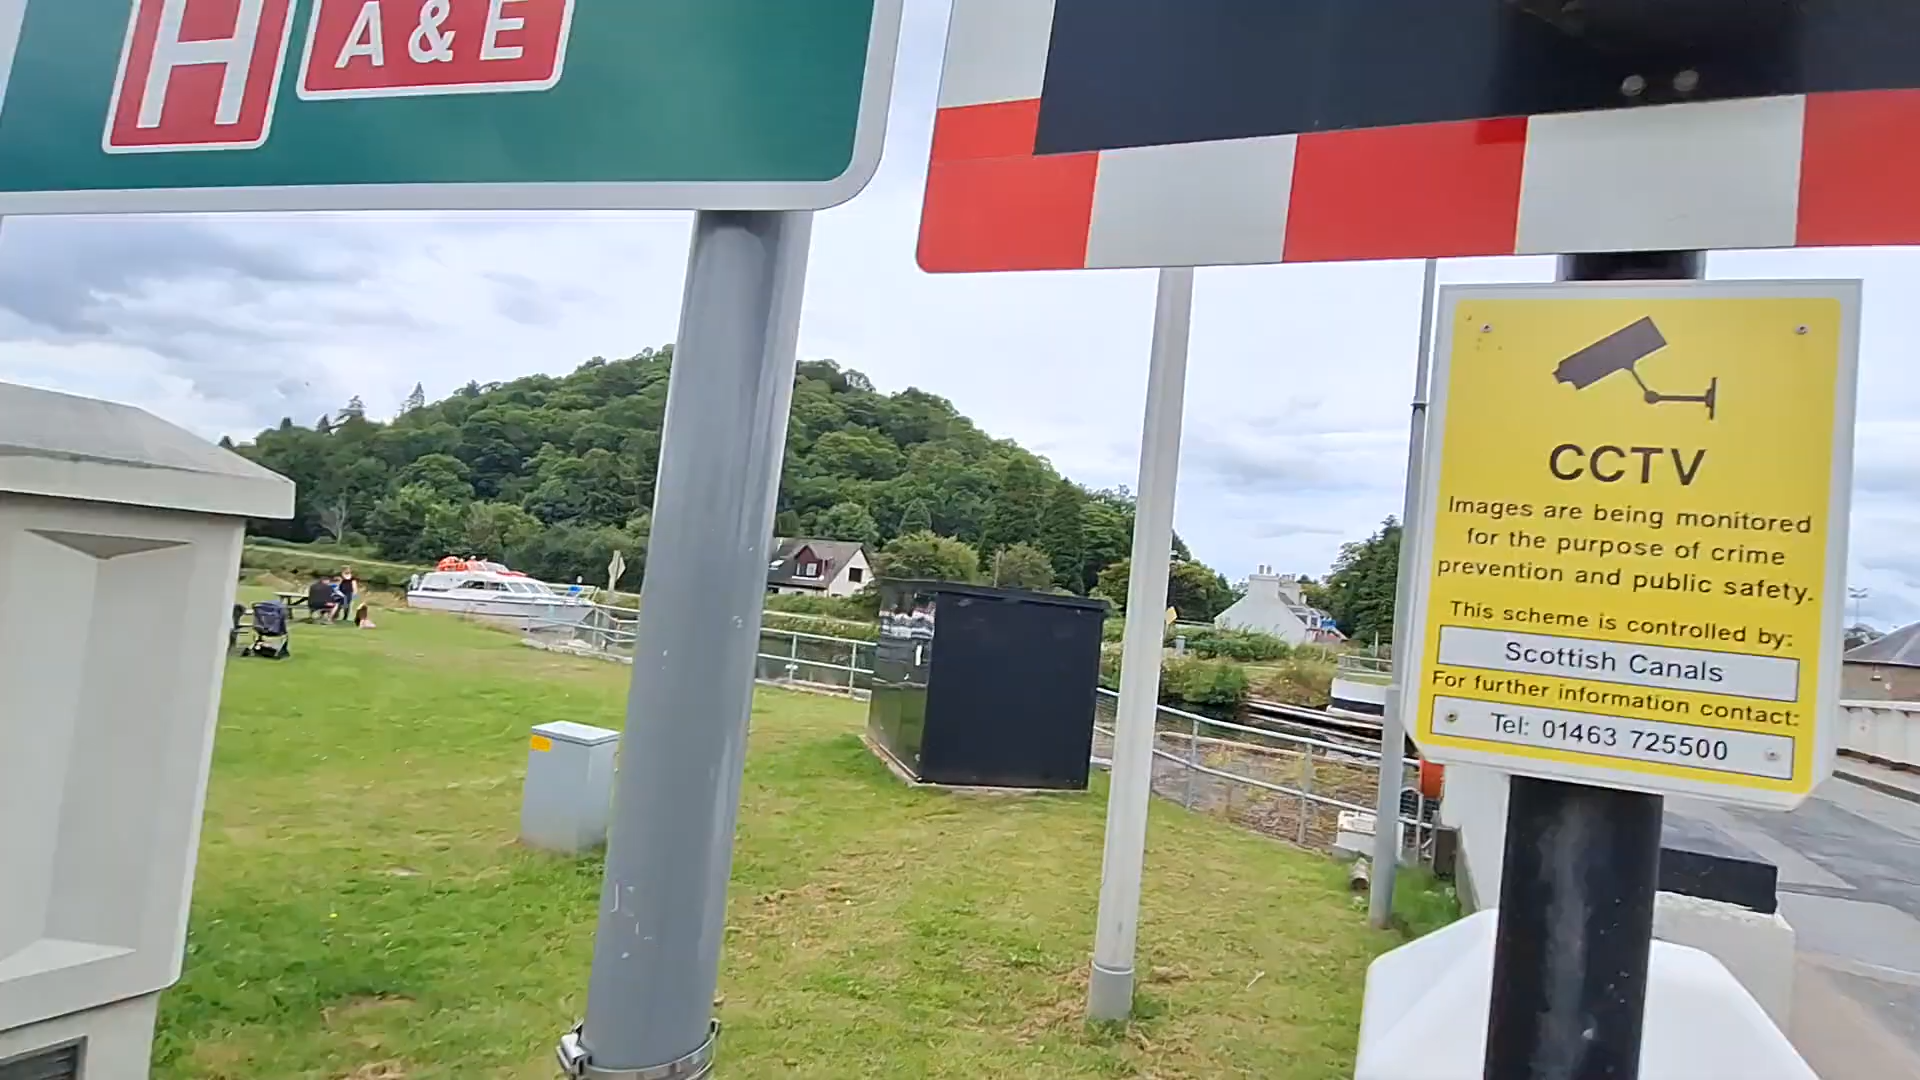 H A & E
CCTV
Images are being monitored
for the purpose of crime
prevention and public safety.
This scheme is controlled by:
Scottish Canals
For further information contact:
Tel: 01463 725500